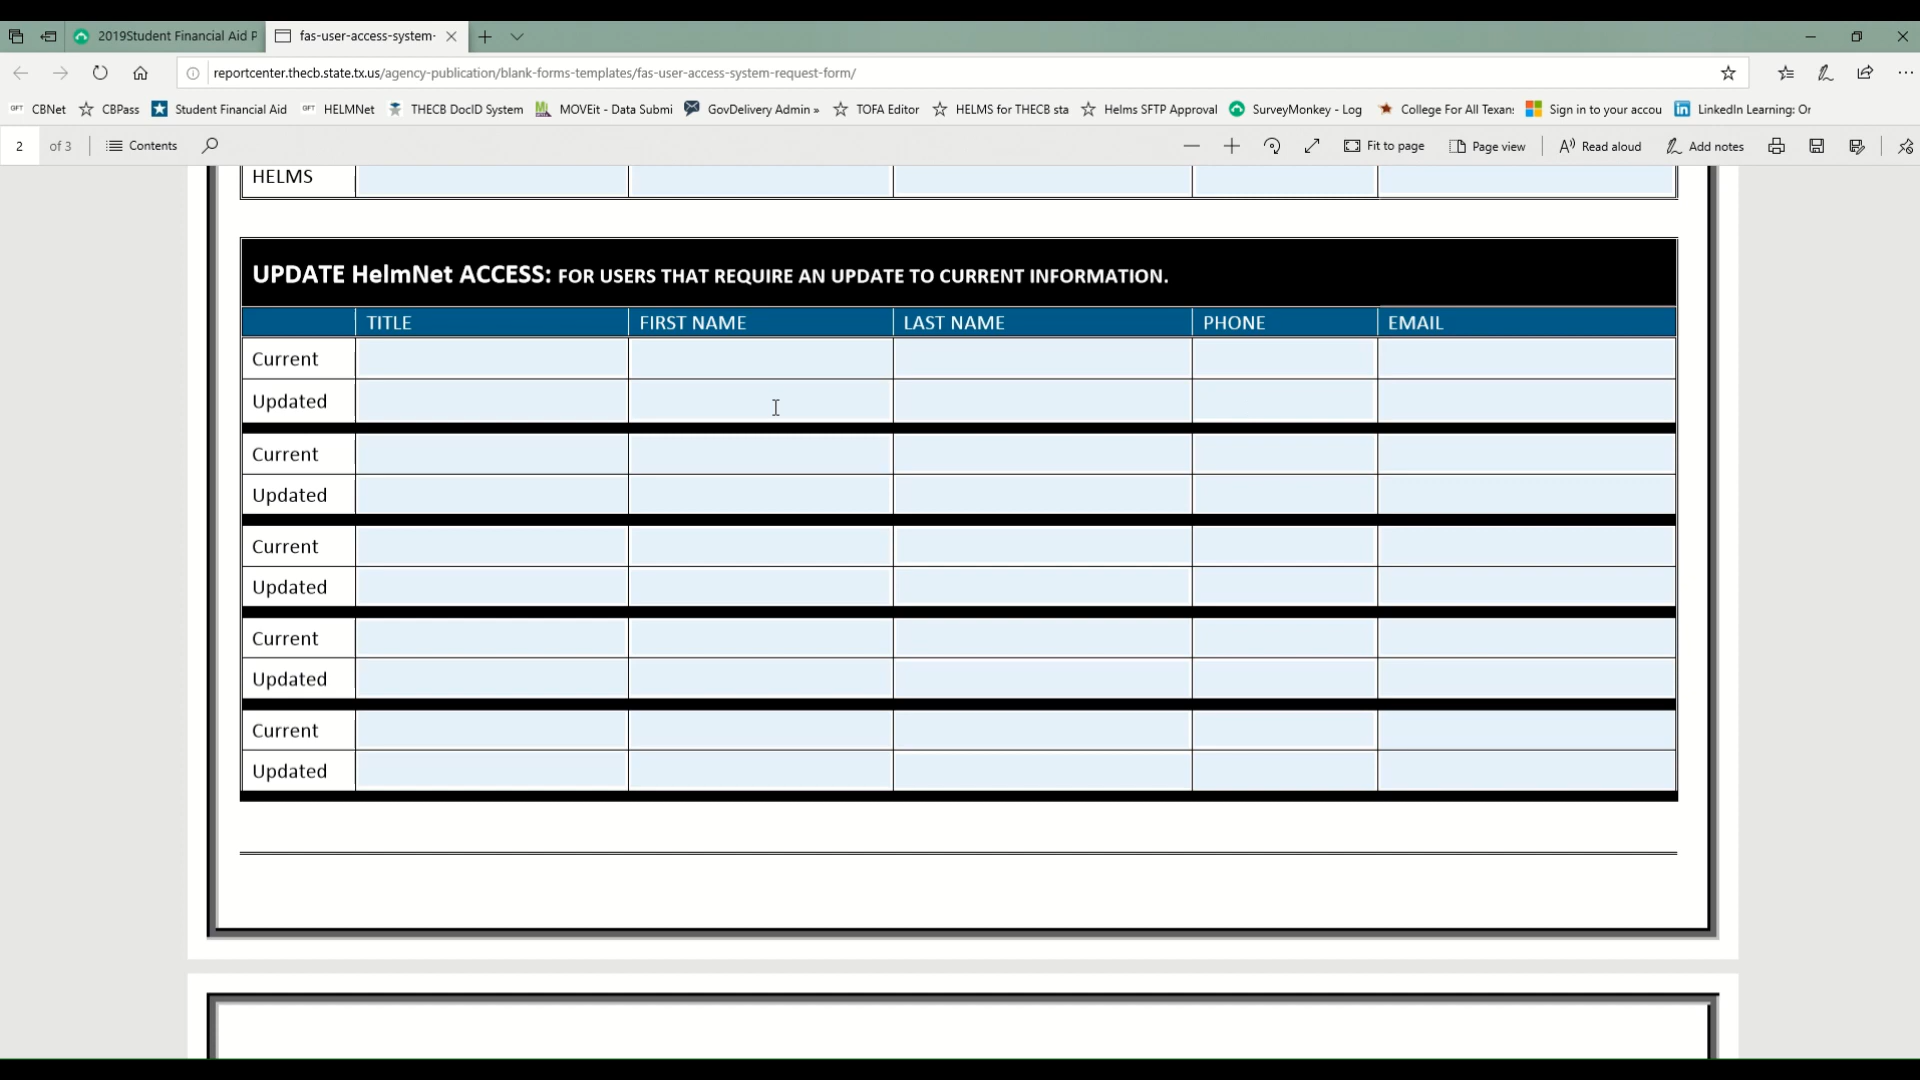 2019Student Financial Aid P
fas-user-access-system-
reportcenter.thecb.state.tx.us/agency-publication/blank-forms-templates/fas-user-access-system-request-form/
CBNet CBPass Student Financial Aid HELMNet THECB DocID System MOVEit - Data Submi GovDelivery Admin » TOFA Editor HELMS for THECB sta Helms SFTP Approval SurveyMonkey - Log College For All Texans Sign in to your accou LinkedIn Learning: Or
2 of 3 Contents Fit to page Page view Read aloud Add notes
HELMS
UPDATE HelmNet ACCESS: FOR USERS THAT REQUIRE AN UPDATE TO CURRENT INFORMATION.
TITLE FIRST NAME LAST NAME PHONE EMAIL
Current
Updated
Current
Updated
Current
Updated
Current
Updated
Current
Updated